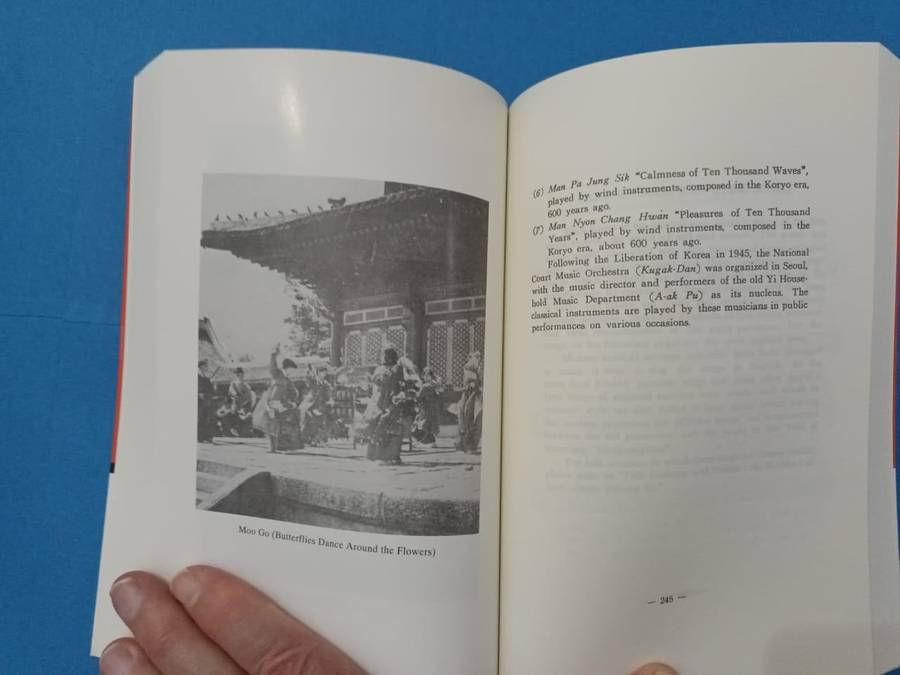 Moo Go (Butterflies Dance Around the Flowers)
(6) Man Pa Jung Sik “Calmness of Ten Thousand Waves”,
played by wind instruments, composed in the Koryo era,
600 years ago.
(7) Man Nyon Chang Hwan “Pleasures of Ten Thousand
Years”, played by wind instruments, composed in the
Koryo era, about 600 years ago.
Following the Liberation of Korea in 1945, the National
Court Music Orchestra (Kugak-Dan) was organized in Seoul,
with the music director and performers of the old Yi House-
hold Music Department (A-ak Pu) as its nucleus. The
classical instruments are played by these musicians in public
performances on various occasions.
— 245 —